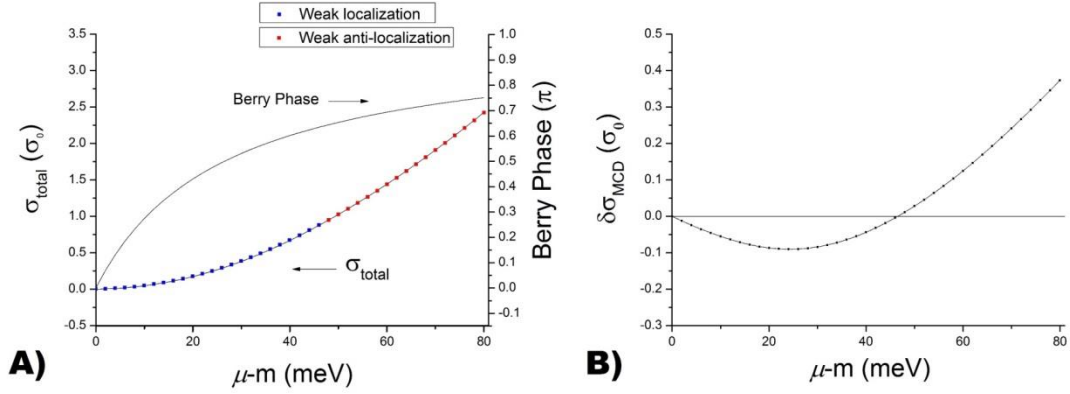 Weak localization
Weak anti-localization
3.5
3.0
2.5
2.0
1.5
1.0
0.5
0.0
-0.5
σtotal (σ0)
Berry Phase
σtotal
1.0
0.9
0.8
0.7
0.6
0.5
0.4
0.3
0.2
0.1
0.0
-0.1
Berry Phase (π)
0 20 40 60 80
μ-m (meV)
A)
0.5
0.4
0.3
0.2
0.1
0.0
-0.1
-0.2
-0.3
δσMCD (σ0)
0 20 40 60 80
μ-m (meV)
B)